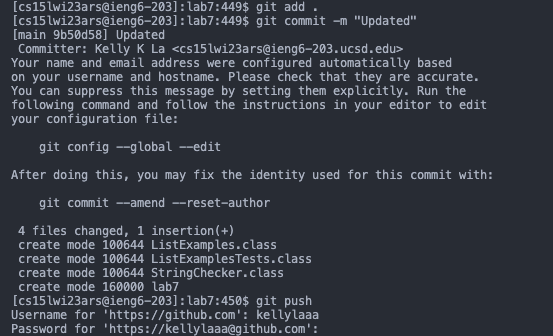 [cs15lwi23ars@ieng6-203]:lab7:449$ git add .
[cs15lwi23ars@ieng6-203]:lab7:449$ git commit -m "Updated"
[main 9b50d58] Updated
 Committer: Kelly K La <cs15lwi23ars@ieng6-203.ucsd.edu>
Your name and email address were configured automatically based
on your username and hostname. Please check that they are accurate.
You can suppress this message by setting them explicitly. Run the
following command and follow the instructions in your editor to edit
your configuration file:

    git config --global --edit

After doing this, you may fix the identity used for this commit with:

    git commit --amend --reset-author

 4 files changed, 1 insertion(+)
 create mode 100644 ListExamples.class
 create mode 100644 ListExamplesTests.class
 create mode 100644 StringChecker.class
 create mode 160000 lab7
[cs15lwi23ars@ieng6-203]:lab7:450$ git push
Username for 'https://github.com': kellylaaa
Password for 'https://kellylaaa@github.com':